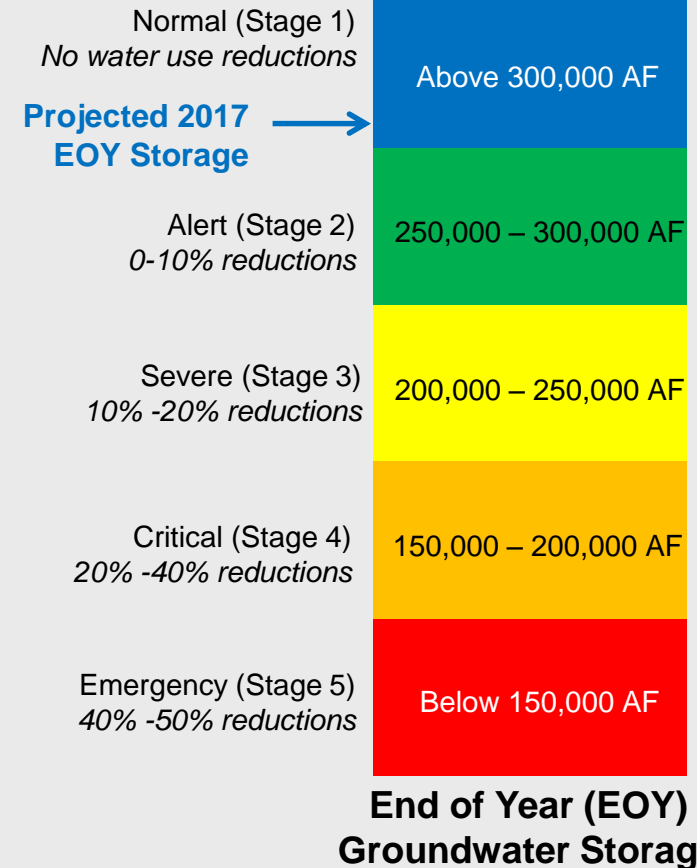 Normal (Stage 1)
No water use reductions
Above 300,000 AF
Projected 2017
EOY Storage
Alert (Stage 2)
0-10% reductions
250,000 – 300,000 AF
Severe (Stage 3)
10% -20% reductions
200,000 – 250,000 AF
Critical (Stage 4)
20% -40% reductions
150,000 – 200,000 AF
Emergency (Stage 5)
40% -50% reductions
Below 150,000 AF
End of Year (EOY)
Groundwater Storag